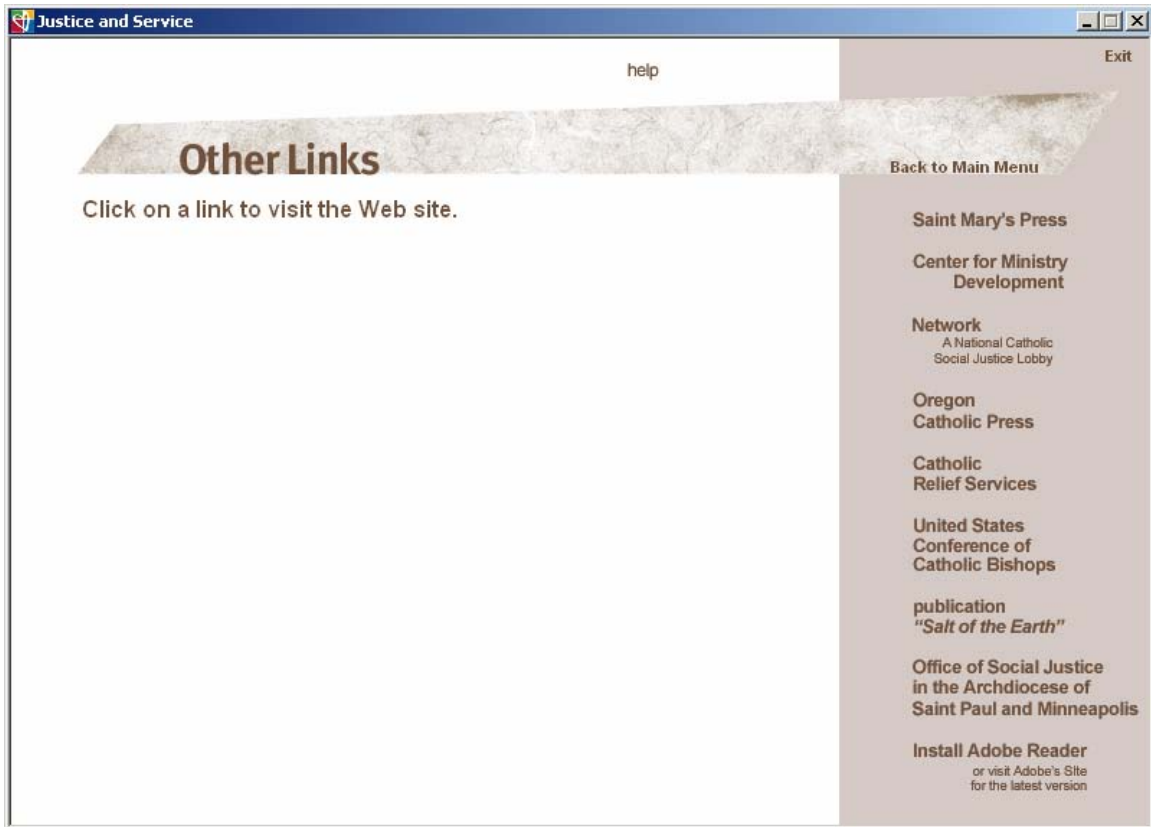 Justice and Service
Exit
help
Other Links
Back to Main Menu
Click on a link to visit the Web site.
Saint Mary's Press
Center for Ministry
Development
Network
A National Catholic
Social Justice Lobby
Oregon
Catholic Press
Catholic
Relief Services
United States
Conference of
Catholic Bishops
publication
“Salt of the Earth”
Office of Social Justice
in the Archdiocese of
Saint Paul and Minneapolis
Install Adobe Reader
or visit Adobe's SIte
for the latest version